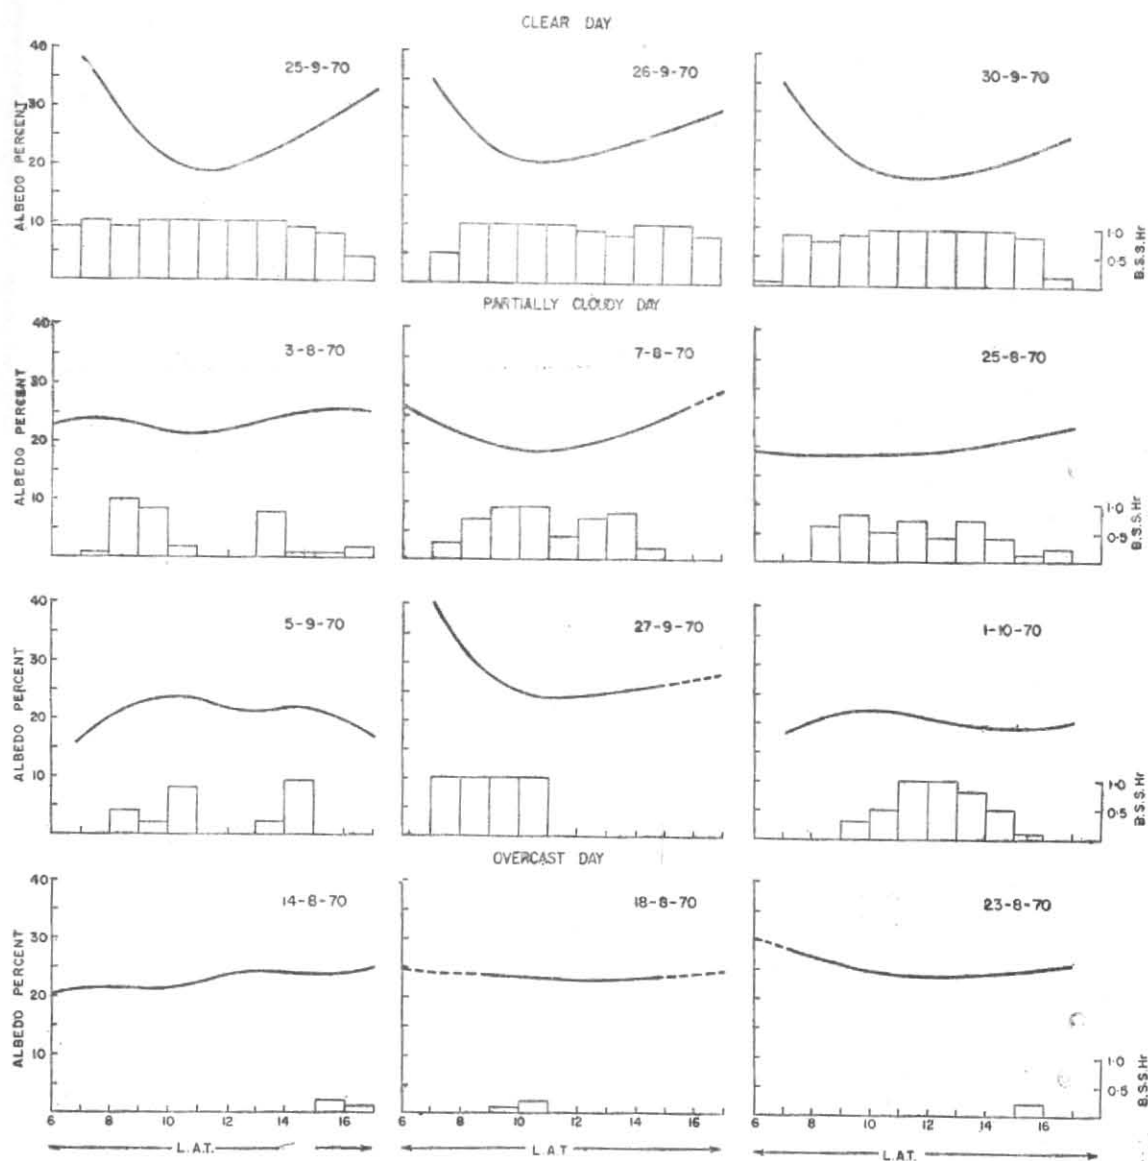 CLEAR DAY
ALBEDO PERCENT
40
30
20
10
25-9-70
26-9-70
30-9-70
1.0
0.5
B.S.S.Hr
PARTIALLY CLOUDY DAY
ALBEDO PERCENT
40
30
20
10
3-8-70
7-8-70
25-8-70
1.0
0.5
B.S.S.Hr
ALBEDO PERCENT
40
30
20
10
5-9-70
27-9-70
1-10-70
1.0
0.5
B.S.S.Hr
OVERCAST DAY
ALBEDO PERCENT
40
30
20
10
14-8-70
18-8-70
23-8-70
1.0
0.5
B.S.S.Hr
6 8 10 12 14 16
6 8 10 12 14 16
6 8 10 12 14 16
L.A.T.
L.A.T
L.A.T.